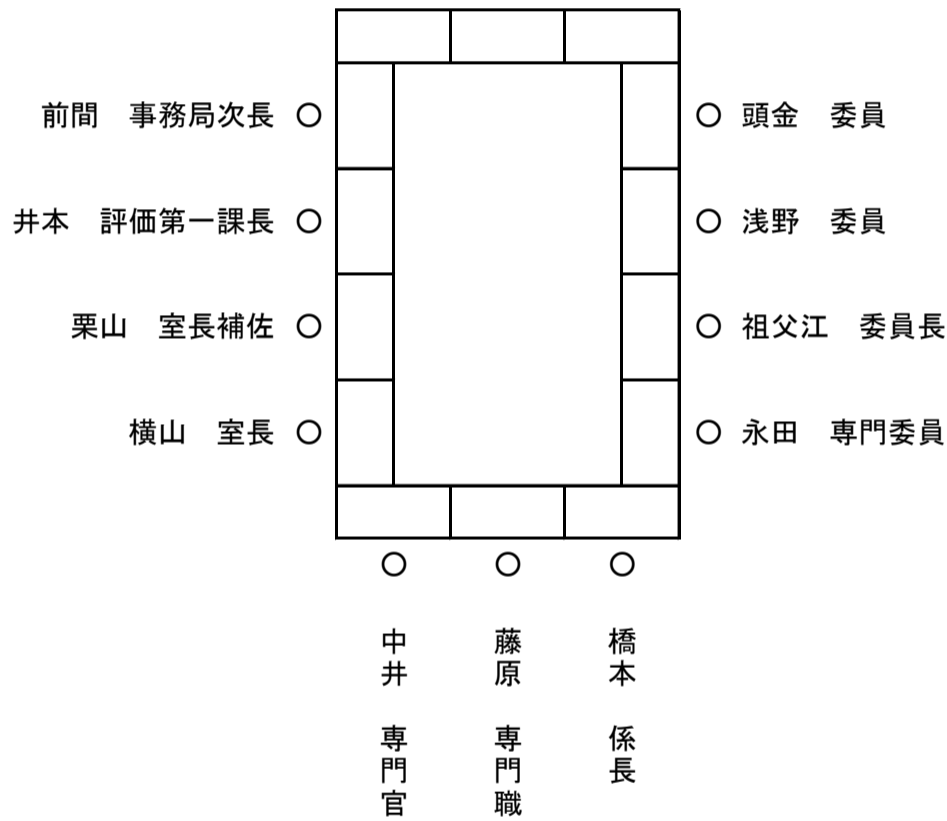 前間　事務局次長 ○
○ 頭金　委員
井本　評価第一課長 ○
○ 浅野　委員
栗山　室長補佐 ○
○ 祖父江　委員長
横山　室長 ○
○ 永田　専門委員
○ ○ ○
中井　専門官
藤原　専門職
橋本　係長